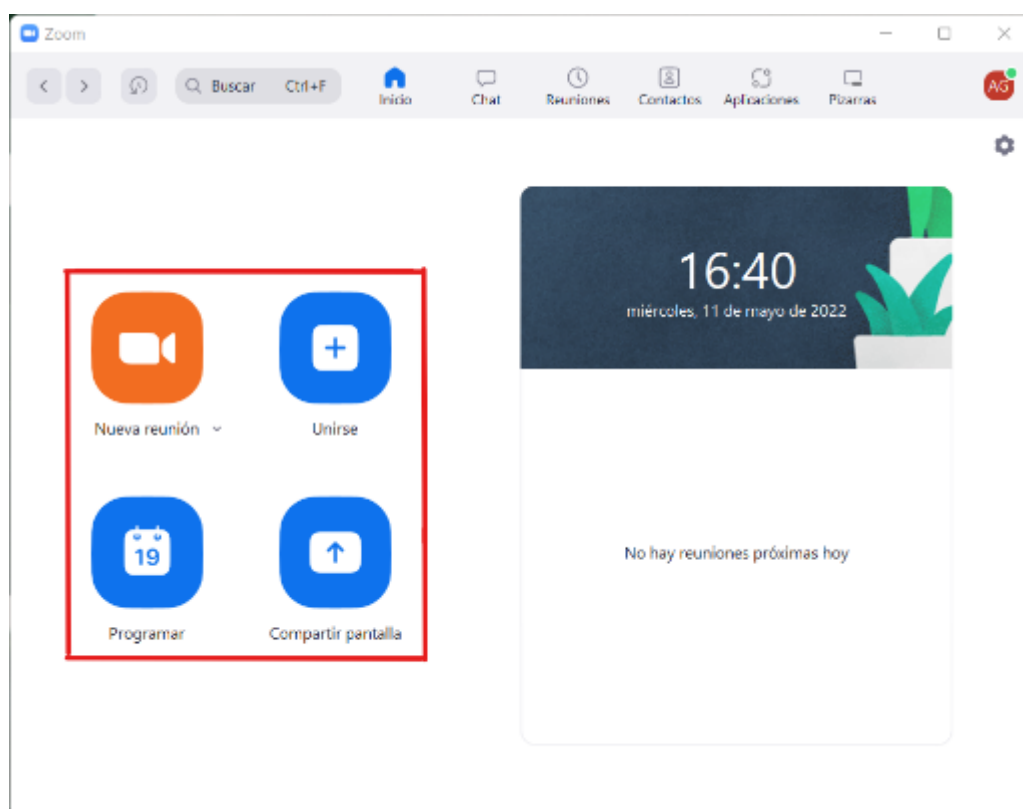 Zoom
Buscar Ctrl+F
Inicio
Chat
Reuniones
Contactos
Aplicaciones
Pizarras
AG
16:40
miércoles, 11 de mayo de 2022
Nueva reunión
Unirse
19
Programar
Compartir pantalla
No hay reuniones próximas hoy